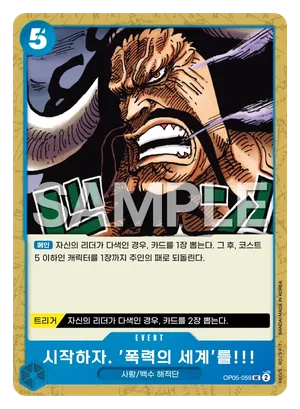 5
SAMPLE
메인 자신의 리더가 다색인 경우, 카드를 1장 뽑는다. 그 후, 코스트
5 이하인 캐릭터를 1장까지 주인의 패로 되돌린다.
트리거 자신의 리더가 다색인 경우, 카드를 2장 뽑는다.
EVENT
시작하자. '폭력의 세계'를!!!
사황/백수 해적단
OP05-059 UC 2